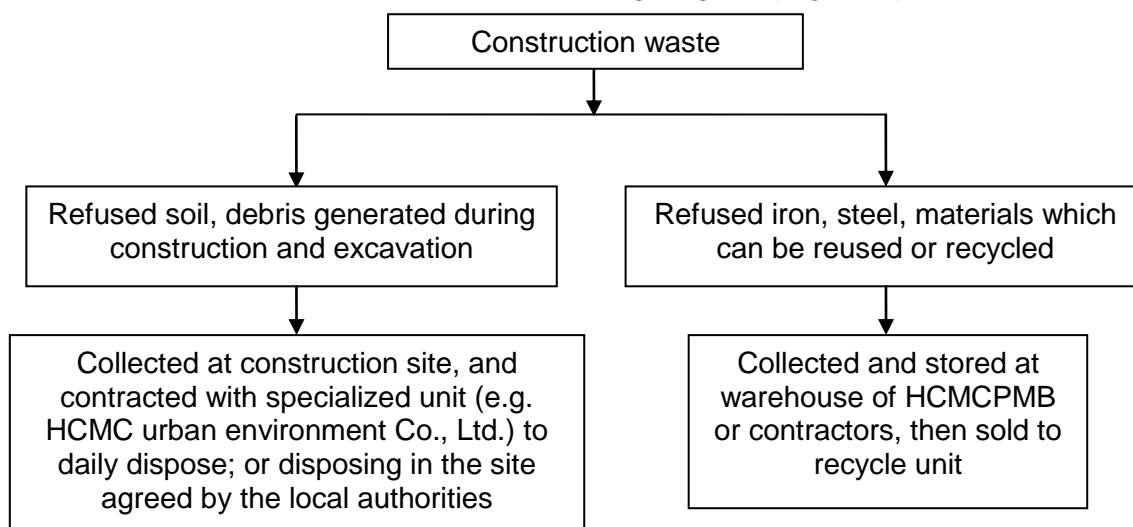 Construction waste
Refused soil, debris generated during
construction and excavation
Refused iron, steel, materials which
can be reused or recycled
Collected at construction site, and
contracted with specialized unit (e.g.
HCMC urban environment Co., Ltd.) to
daily dispose; or disposing in the site
agreed by the local authorities
Collected and stored at
warehouse of HCMCPMB
or contractors, then sold to
recycle unit